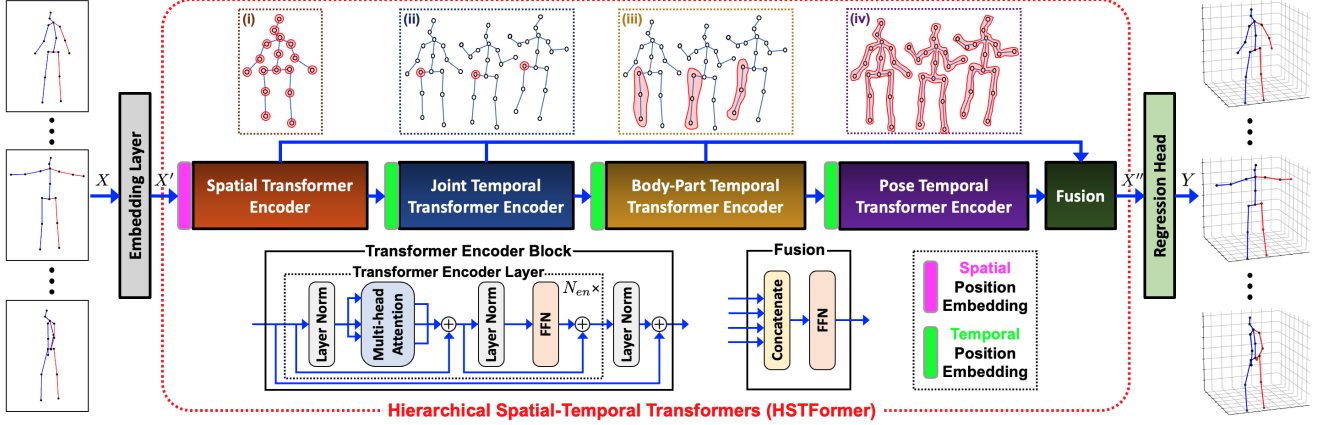 (i)
(ii)
(iii)
(iv)
X
Embedding Layer
X'
Spatial Transformer
Encoder
Joint Temporal
Transformer Encoder
Body-Part Temporal
Transformer Encoder
Pose Temporal
Transformer Encoder
Fusion
X''
Regression Head
Y
Transformer Encoder Block
Transformer Encoder Layer
N_en ×
Layer Norm
Multi-head
Attention
+
Layer Norm
FFN
+
Layer Norm
+
Fusion
Concatenate
FFN
Spatial
Position
Embedding
Temporal
Position
Embedding
Hierarchical Spatial-Temporal Transformers (HSTFormer)